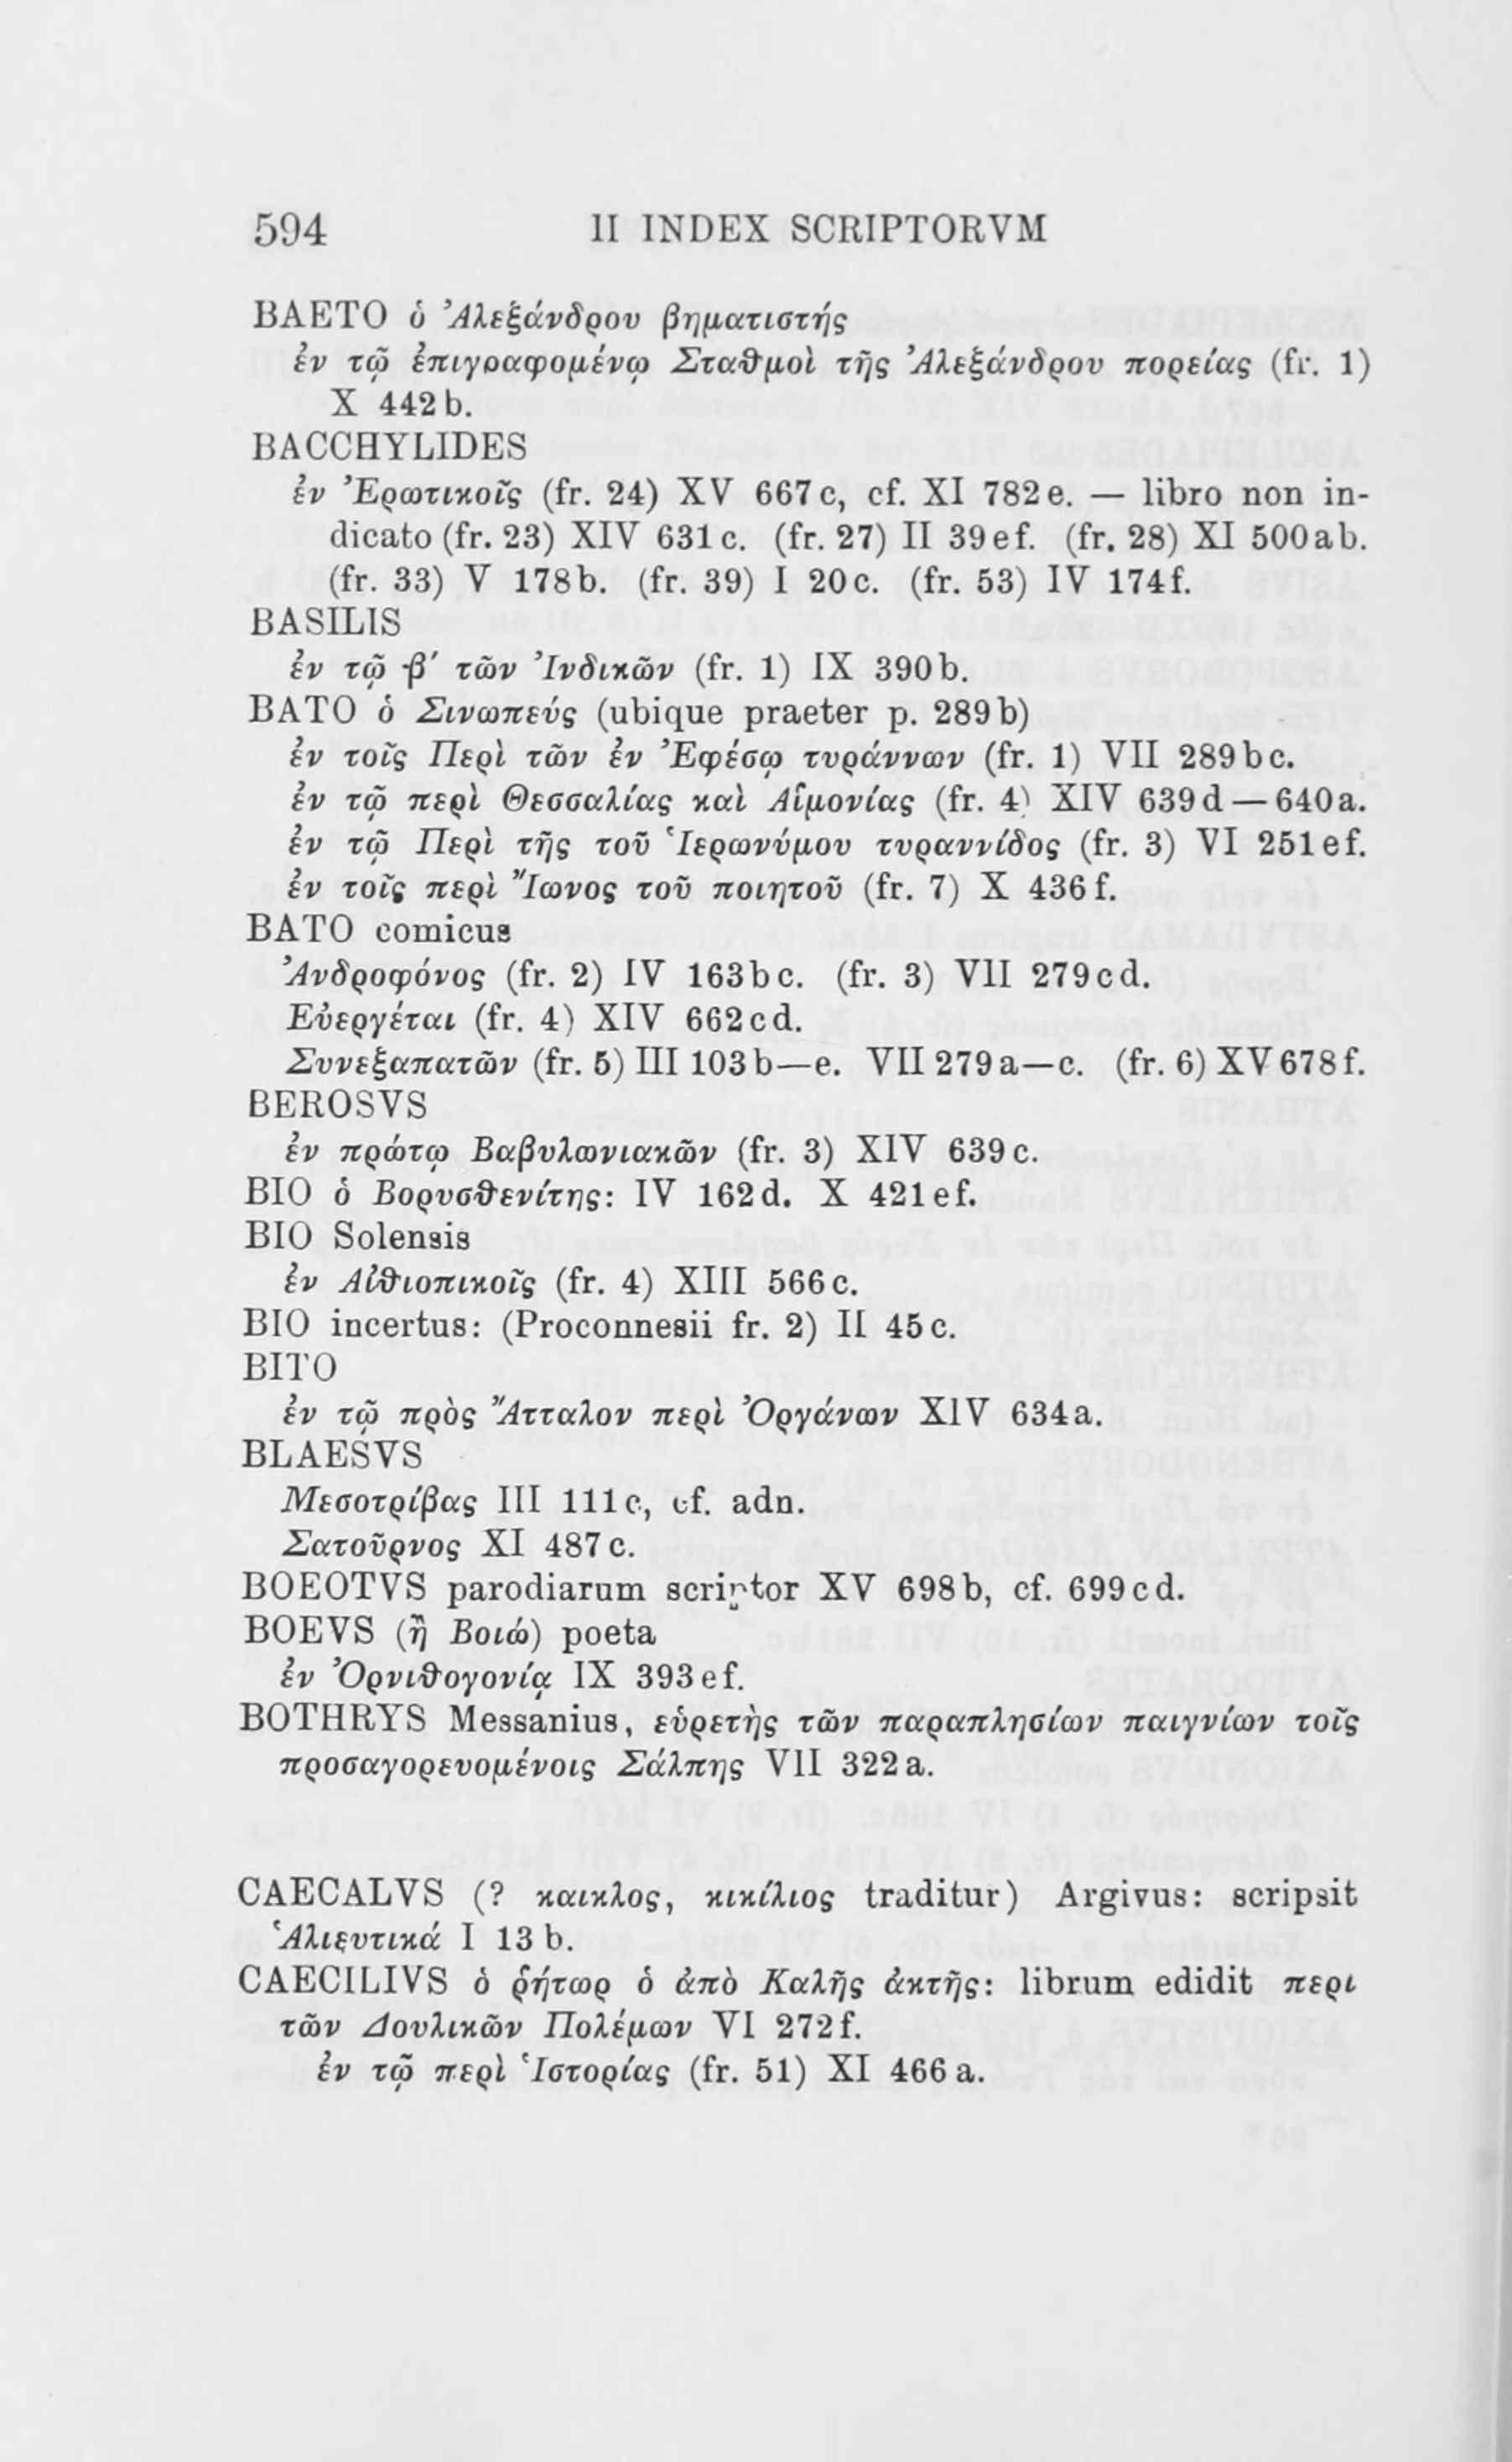 594 II INDEX SCRIPTORVM
BAETO ὁ Ἀλεξάνδρου βηματιστής
ἐν τῷ ἐπιγραφομένῳ Σταθμοὶ τῆς Ἀλεξάνδρου πορείας (fr. 1)
X 442 b.
BACCHYLIDES
ἐν Ἐρωτικοῖς (fr. 24) XV 667 c, cf. XI 782 e. — libro non in-
dicato (fr. 23) XIV 631 c. (fr. 27) II 39 ef. (fr. 28) XI 500 ab.
(fr. 33) V 178 b. (fr. 39) I 20 c. (fr. 53) IV 174 f.
BASILIS
ἐν τῷ β′ τῶν Ἰνδικῶν (fr. 1) IX 390 b.
BATO ὁ Σινωπεύς (ubique praeter p. 289 b)
ἐν τοῖς Περὶ τῶν ἐν Ἐφέσῳ τυράννων (fr. 1) VII 289 bc.
ἐν τῷ περὶ Θεσσαλίας καὶ Αἱμονίας (fr. 4) XIV 639 d — 640 a.
ἐν τῷ Περὶ τῆς τοῦ Ἱερωνύμου τυραννίδος (fr. 3) VI 251 ef.
ἐν τοῖς περὶ Ἴωνος τοῦ ποιητοῦ (fr. 7) X 436 f.
BATO comicus
Ἀνδροφόνος (fr. 2) IV 163 bc. (fr. 3) VII 279 cd.
Εὐεργέται (fr. 4) XIV 662 cd.
Συνεξαπατῶν (fr. 5) III 103 b—e. VII 279 a—c. (fr. 6) XV 678 f.
BEROSVS
ἐν πρώτῳ Βαβυλωνιακῶν (fr. 3) XIV 639 c.
BIO ὁ Βορυσθενίτης: IV 162 d. X 421 ef.
BIO Solensis
ἐν Αἰθιοπικοῖς (fr. 4) XIII 566 c.
BIO incertus: (Proconnesii fr. 2) II 45 c.
BITO
ἐν τῷ πρὸς Ἄτταλον περὶ Ὀργάνων XIV 634 a.
BLAESVS
Μεσοτρίβας III 111 c, cf. adn.
Σατοῦρνος XI 487 c.
BOEOTVS parodiarum scriptor XV 698 b, cf. 699 cd.
BOEVS (ἢ Βοιώ) poeta
ἐν Ὀρνιθογονίᾳ IX 393 ef.
BOTHRYS Messanius, εὑρετὴς τῶν παραπλησίων παιγνίων τοῖς
προσαγορευομένοις Σάλπης VII 322 a.
CAECALVS (? καικλος, κικίλιος traditur) Argivus: scripsit
Ἁλιευτικά I 13 b.
CAECILIVS ὁ ῥήτωρ ὁ ἀπὸ Καλῆς ἀκτῆς: librum edidit περι
τῶν Δουλικῶν Πολέμων VI 272 f.
ἐν τῷ περὶ Ἱστορίας (fr. 51) XI 466 a.